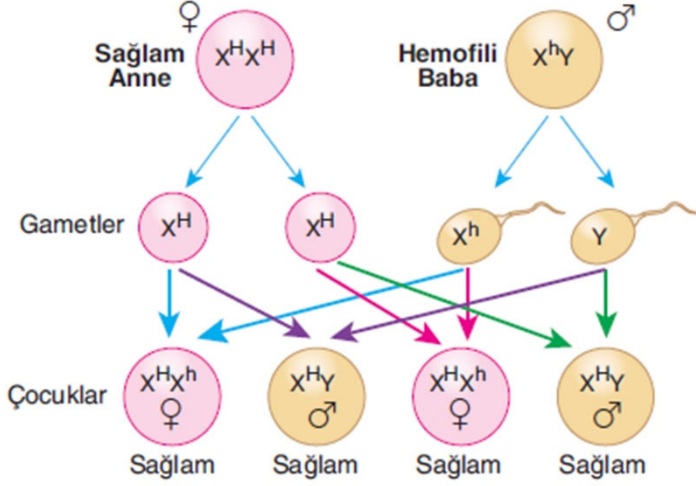 ♀ ♂
Sağlam
Anne
XᴴXᴴ
Hemofili
Baba
XʰY
Gametler
Xᴴ
Xᴴ
Xʰ
Y
Çocuklar
XᴴXʰ
♀
XᴴY
♂
XᴴXʰ
♀
XᴴY
♂
Sağlam Sağlam Sağlam Sağlam